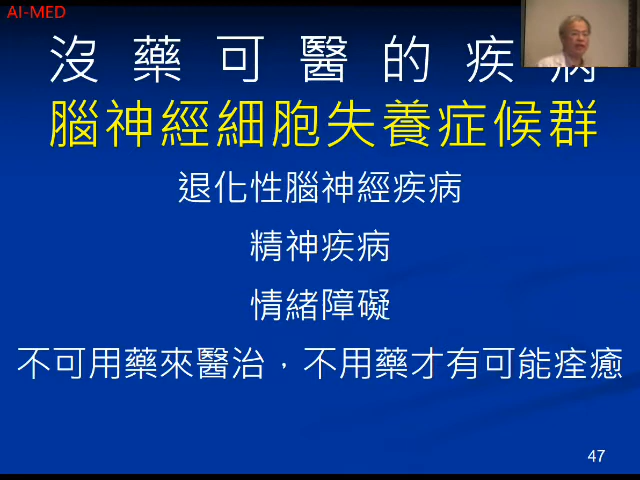 AI-MED
沒藥可醫的疾病
腦神經細胞失養症候群
退化性腦神經疾病
精神疾病
情緒障礙
不可用藥來醫治，不用藥才有可能痊癒
47